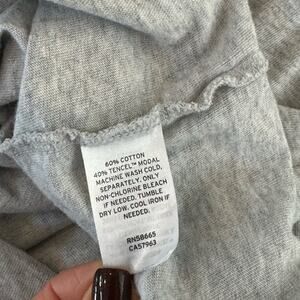 60% COTTON
40% TENCEL™ MODAL
MACHINE WASH COLD,
SEPARATELY, ONLY
NON-CHLORINE BLEACH
IF NEEDED. TUMBLE
DRY LOW. COOL IRON IF
NEEDED.
RN58665
CA57963